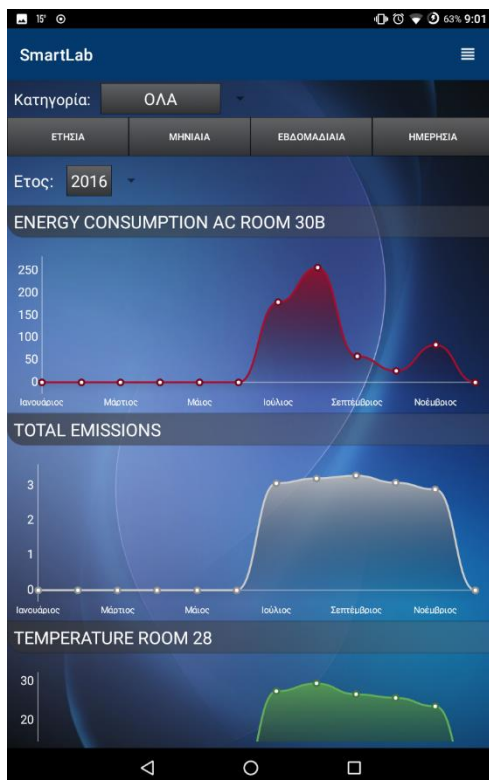 15° 63% 9:01
SmartLab
Κατηγορία: ΟΛΑ
ΕΤΗΣΙΑ ΜΗΝΙΑΙΑ ΕΒΔΟΜΑΔΙΑΙΑ ΗΜΕΡΗΣΙΑ
Ετος: 2016
ENERGY CONSUMPTION AC ROOM 30B
250
200
150
100
50
0
Ιανουάριος Μάρτιος Μάιος Ιούλιος Σεπτέμβριος Νοέμβριος
TOTAL EMISSIONS
3
2
1
0
Ιανουάριος Μάρτιος Μάιος Ιούλιος Σεπτέμβριος Νοέμβριος
TEMPERATURE ROOM 28
30
20